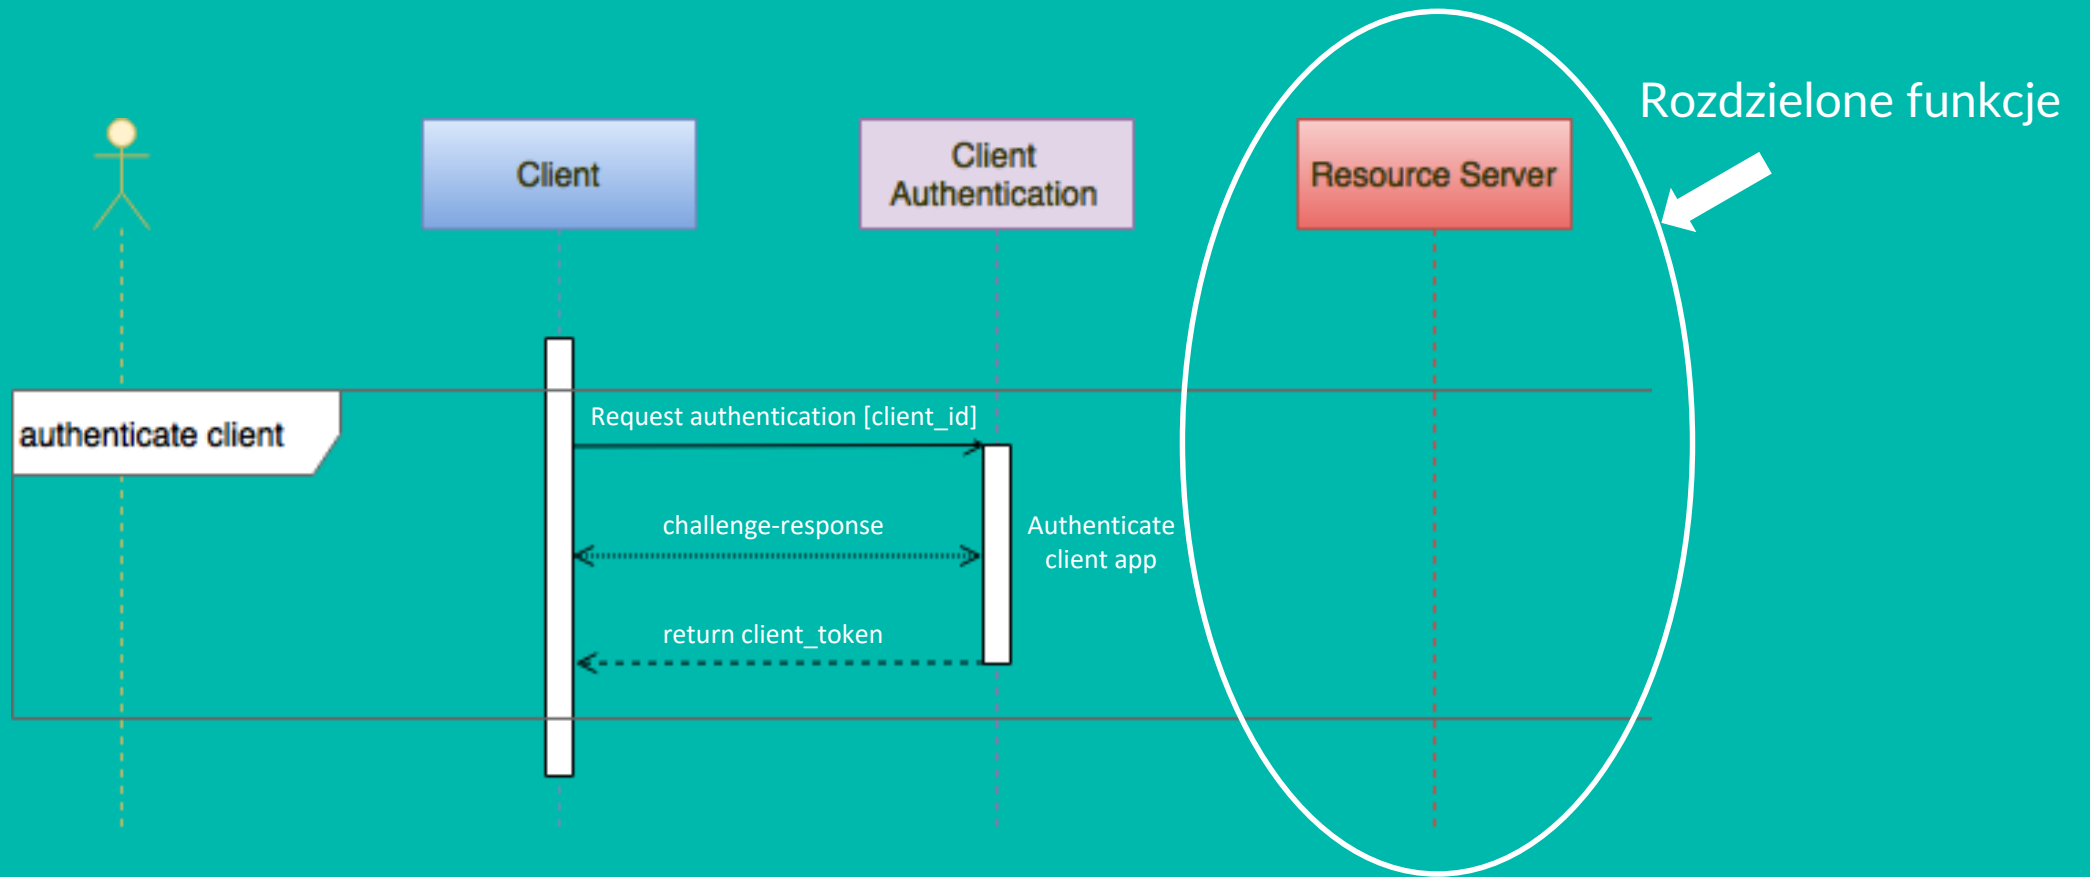 Rozdzielone funkcje
Client
Client
Authentication
Resource Server
authenticate client
Request authentication [client_id]
challenge-response
Authenticate
client app
return client_token